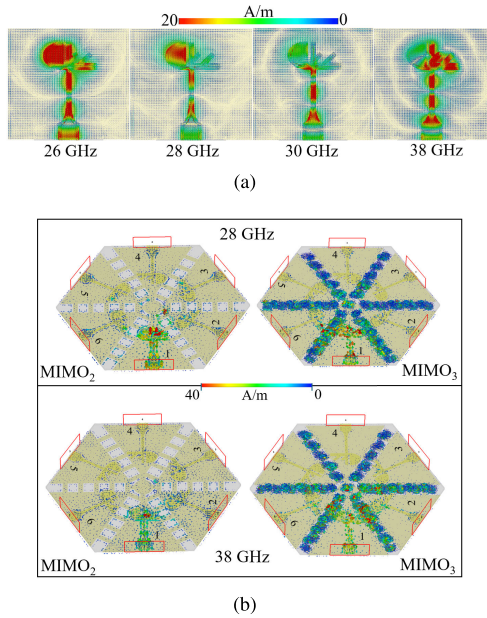 A/m
20 0
26 GHz 28 GHz 30 GHz 38 GHz
(a)
28 GHz
4 4
3 3
5 5
2 2
6 6
1 1
MIMO₂ MIMO₃
40 A/m 0
4 4
3 3
5 5
2 2
6 6
1 1
MIMO₂ 38 GHz MIMO₃
(b)